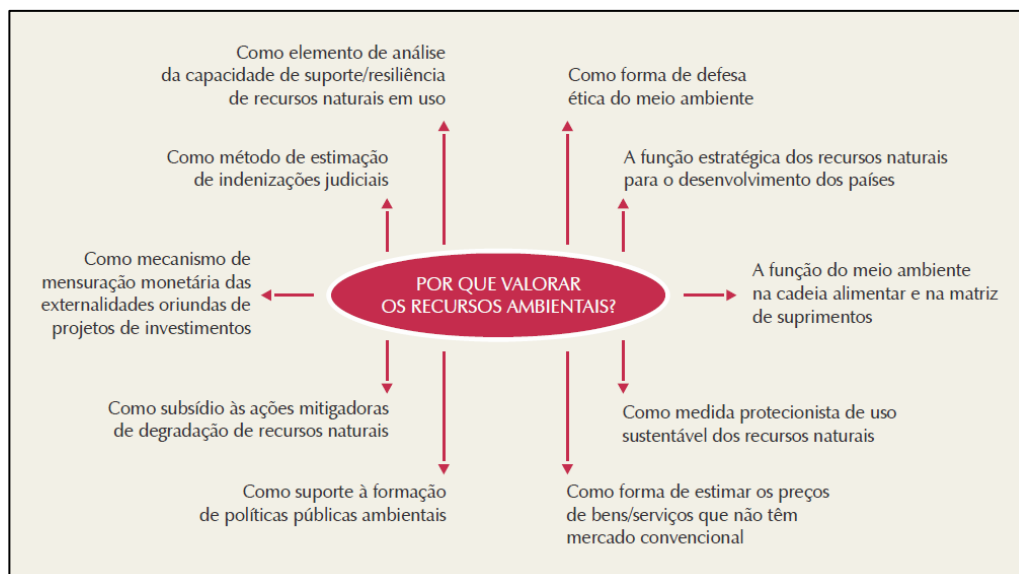 Como elemento de análise
da capacidade de suporte/resiliência
de recursos naturais em uso
Como forma de defesa
ética do meio ambiente
Como método de estimação
de indenizações judiciais
A função estratégica dos recursos naturais
para o desenvolvimento dos países
Como mecanismo de
mensuração monetária das
externalidades oriundas de
projetos de investimentos
POR QUE VALORAR
OS RECURSOS AMBIENTAIS?
A função do meio ambiente
na cadeia alimentar e na matriz
de suprimentos
Como subsídio às ações mitigadoras
de degradação de recursos naturais
Como medida protecionista de uso
sustentável dos recursos naturais
Como suporte à formação
de políticas públicas ambientais
Como forma de estimar os preços
de bens/serviços que não têm
mercado convencional